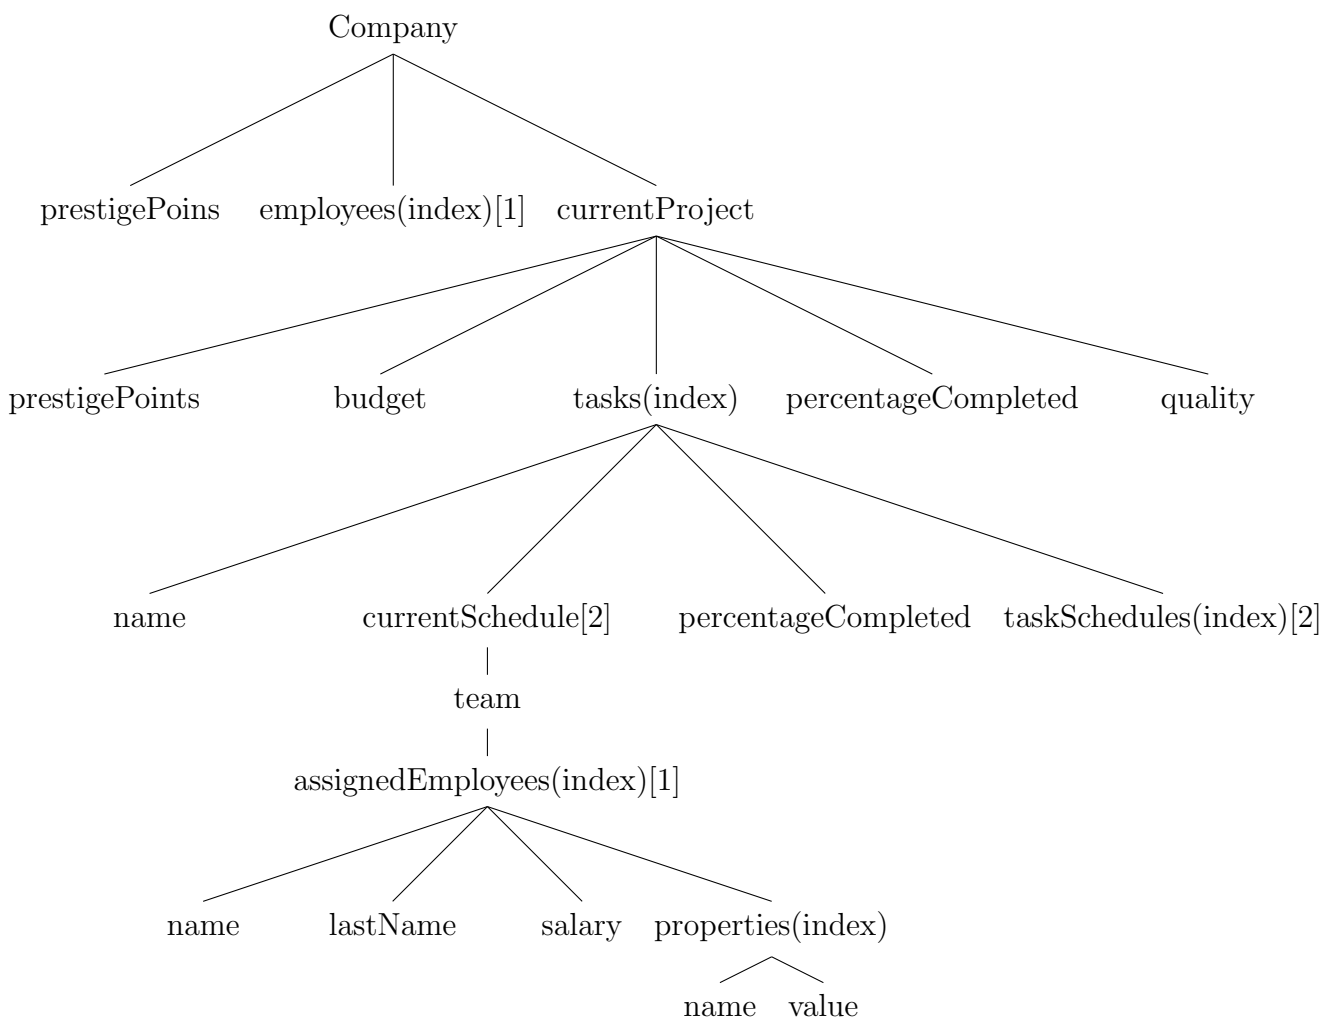 Company
prestigePoins employees(index)[1] currentProject
prestigePoints budget tasks(index) percentageCompleted quality
name currentSchedule[2] percentageCompleted taskSchedules(index)[2]
team
assignedEmployees(index)[1]
name lastName salary properties(index)
name value